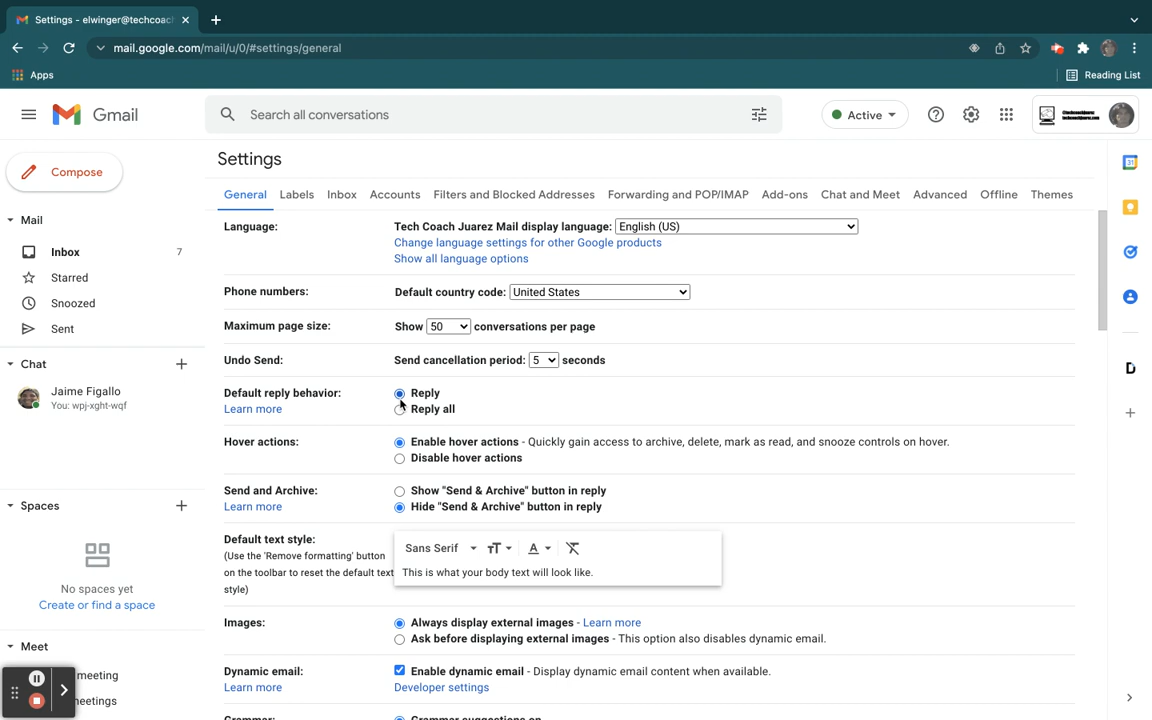 Settings - elwinger@techcoac
mail.google.com/mail/u/0/#settings/general
Apps
Reading List
Gmail
Search all conversations
Active
Compose
Mail
Inbox 7
Starred
Snoozed
Sent
Chat
Jaime Figallo
You: wpj-xght-wqf
Spaces
No spaces yet
Create or find a space
Meet
meeting
neetings
Settings
General Labels Inbox Accounts Filters and Blocked Addresses Forwarding and POP/IMAP Add-ons Chat and Meet Advanced Offline Themes
Language:
Tech Coach Juarez Mail display language: English (US)
Change language settings for other Google products
Show all language options
Phone numbers:
Default country code: United States
Maximum page size:
Show 50 conversations per page
Undo Send:
Send cancellation period: 5 seconds
Default reply behavior:
Learn more
Reply
Reply all
Hover actions:
Enable hover actions - Quickly gain access to archive, delete, mark as read, and snooze controls on hover.
Disable hover actions
Send and Archive:
Learn more
Show "Send & Archive" button in reply
Hide "Send & Archive" button in reply
Default text style:
(Use the 'Remove formatting' button
on the toolbar to reset the default text
style)
Sans Serif
This is what your body text will look like.
Images:
Always display external images - Learn more
Ask before displaying external images - This option also disables dynamic email.
Dynamic email:
Learn more
Enable dynamic email - Display dynamic email content when available.
Developer settings
Grammar:
Grammar suggestions on